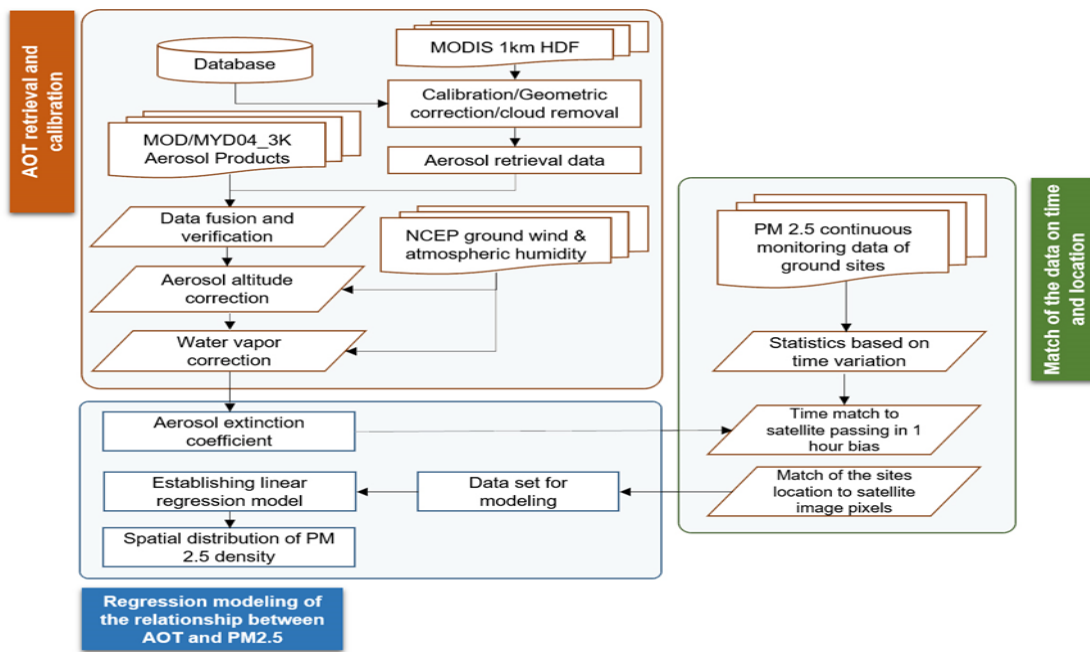 AOT retrieval and
calibration
Database
MODIS 1km HDF
Calibration/Geometric
correction/cloud removal
MOD/MYD04_3K
Aerosol Products
Aerosol retrieval data
Data fusion and
verification
NCEP ground wind &
atmospheric humidity
Aerosol altitude
correction
Water vapor
correction
PM 2.5 continuous
monitoring data of
ground sites
Match of the data on time
and location
Statistics based on
time variation
Time match to
satellite passing in 1
hour bias
Match of the sites
location to satellite
image pixels
Aerosol extinction
coefficient
Data set for
modeling
Establishing linear
regression model
Spatial distribution of PM
2.5 density
Regression modeling of
the relationship between
AOT and PM2.5